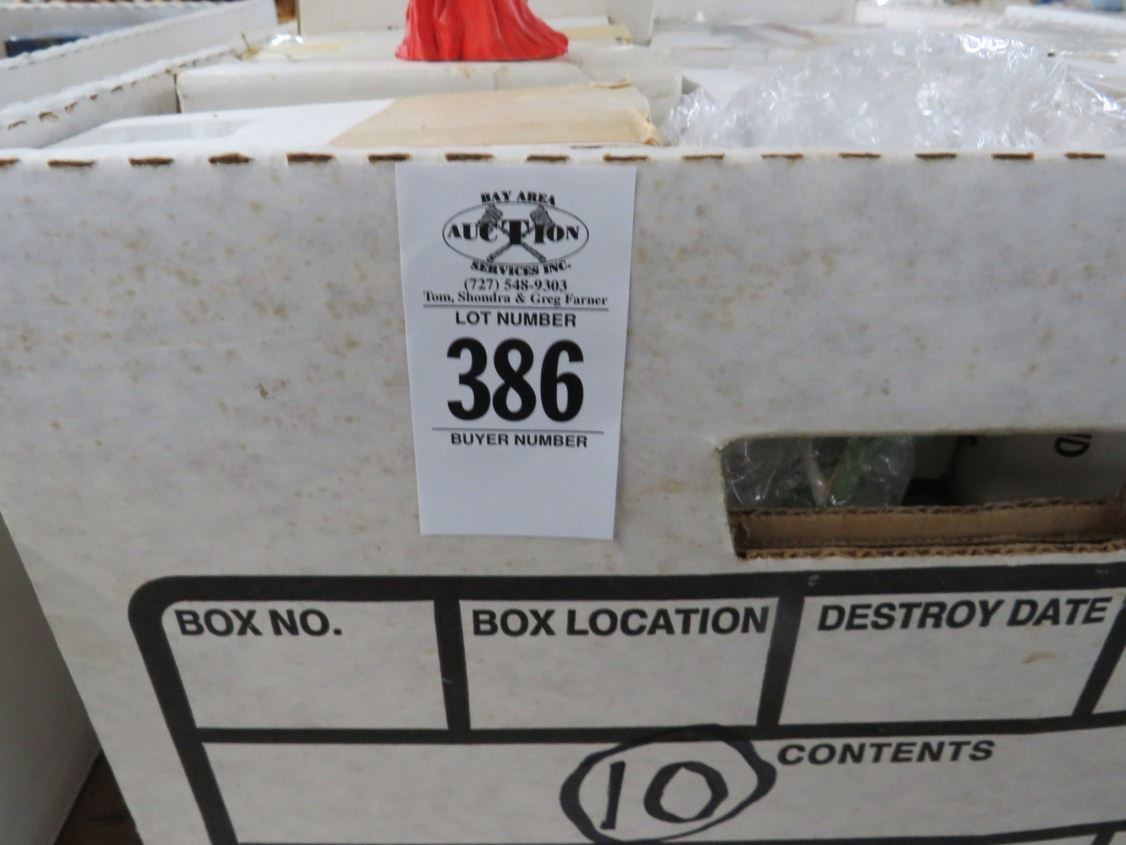 BAY AREA
AUCTION
SERVICES INC.
(727) 548-9303
Tom, Shondra & Greg Farner
LOT NUMBER
386
BUYER NUMBER
BOX NO.
BOX LOCATION
DESTROY DATE
CONTENTS
10